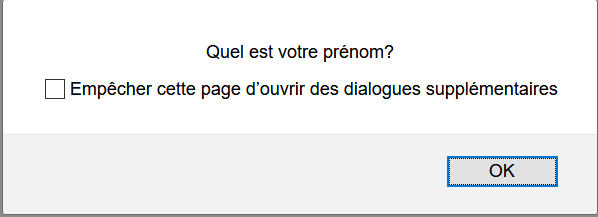 Quel est votre prénom?
Empêcher cette page d’ouvrir des dialogues supplémentaires
OK